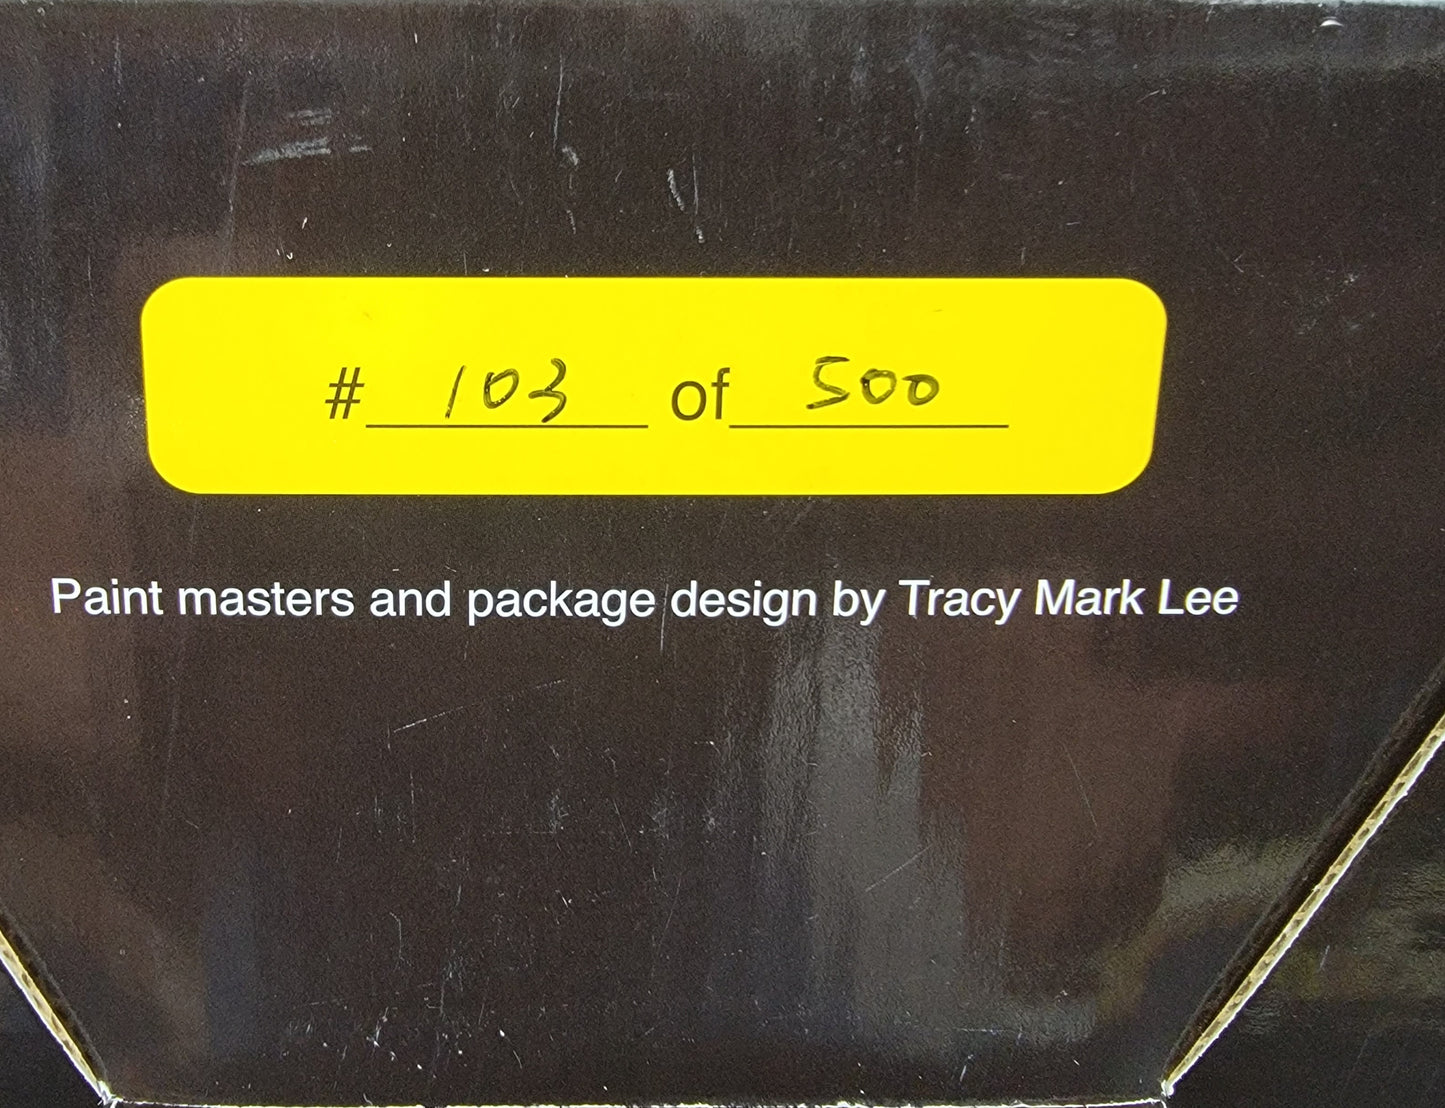 # 103 of 500
Paint masters and package design by Tracy Mark Lee